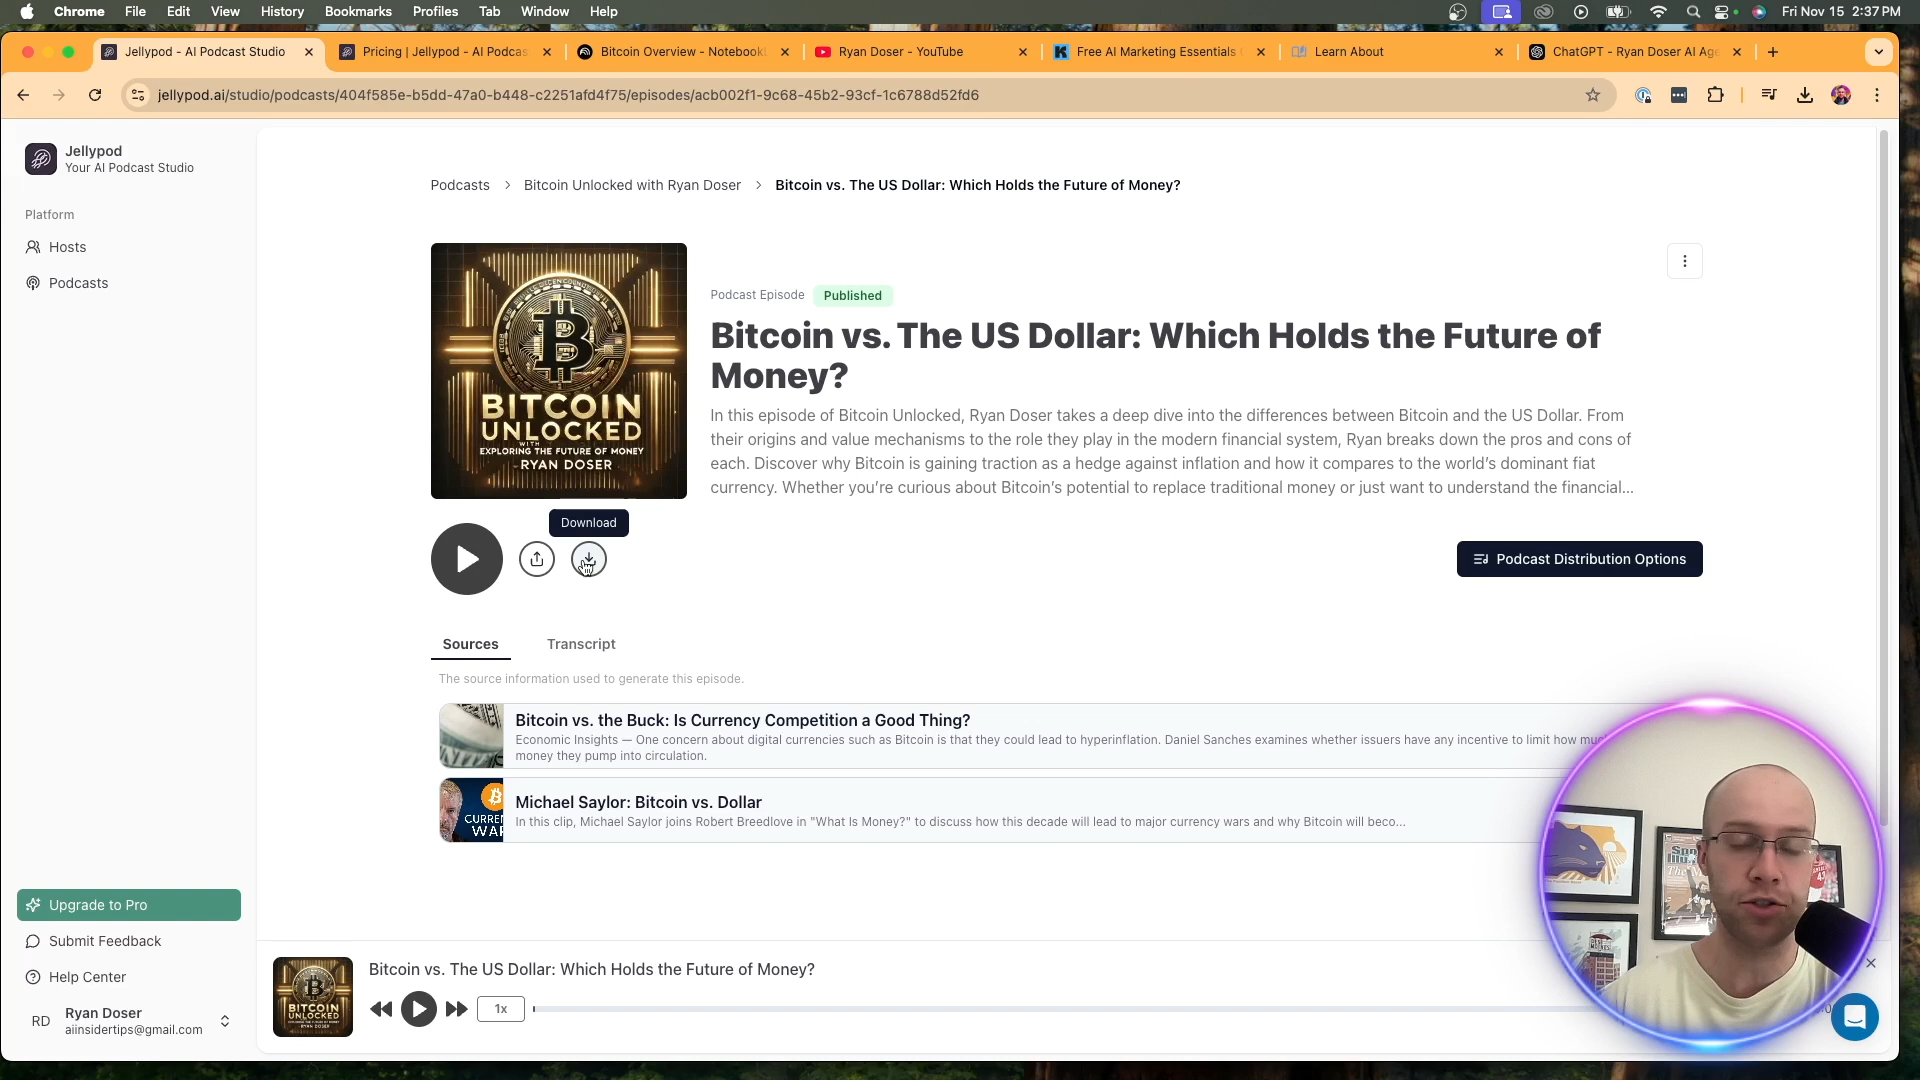 Chrome File Edit View History Bookmarks Profiles Tab Window Help Fri Nov 15 2:37 PM
Jellypod - AI Podcast Studio Pricing | Jellypod - AI Podcas Bitcoin Overview - Notebook Ryan Doser - YouTube Free AI Marketing Essentials Learn About ChatGPT - Ryan Doser AI Age
jellypod.ai/studio/podcasts/404f585e-b5dd-47a0-b448-c2251afd4f75/episodes/acb002f1-9c68-45b2-93cf-1c6788d52fd6
Jellypod
Your AI Podcast Studio
Platform
Hosts
Podcasts
Podcasts > Bitcoin Unlocked with Ryan Doser > Bitcoin vs. The US Dollar: Which Holds the Future of Money?
BITCOIN
UNLOCKED
WITH
EXPLORING THE FUTURE OF MONEY
-RYAN DOSER
Podcast Episode Published
Bitcoin vs. The US Dollar: Which Holds the Future of
Money?
In this episode of Bitcoin Unlocked, Ryan Doser takes a deep dive into the differences between Bitcoin and the US Dollar. From
their origins and value mechanisms to the role they play in the modern financial system, Ryan breaks down the pros and cons of
each. Discover why Bitcoin is gaining traction as a hedge against inflation and how it compares to the world's dominant fiat
currency. Whether you're curious about Bitcoin's potential to replace traditional money or just want to understand the financial...
Download
Podcast Distribution Options
Sources Transcript
The source information used to generate this episode.
Bitcoin vs. the Buck: Is Currency Competition a Good Thing?
Economic Insights — One concern about digital currencies such as Bitcoin is that they could lead to hyperinflation. Daniel Sanches examines whether issuers have any incentive to limit how muc
money they pump into circulation.
CURREN
WAR
Michael Saylor: Bitcoin vs. Dollar
In this clip, Michael Saylor joins Robert Breedlove in "What Is Money?" to discuss how this decade will lead to major currency wars and why Bitcoin will beco...
Upgrade to Pro
Submit Feedback
Help Center
RD
Ryan Doser
aiinsidertips@gmail.com
BITCOIN
UNLOCKED
RYAN DOSER
Bitcoin vs. The US Dollar: Which Holds the Future of Money?
1x